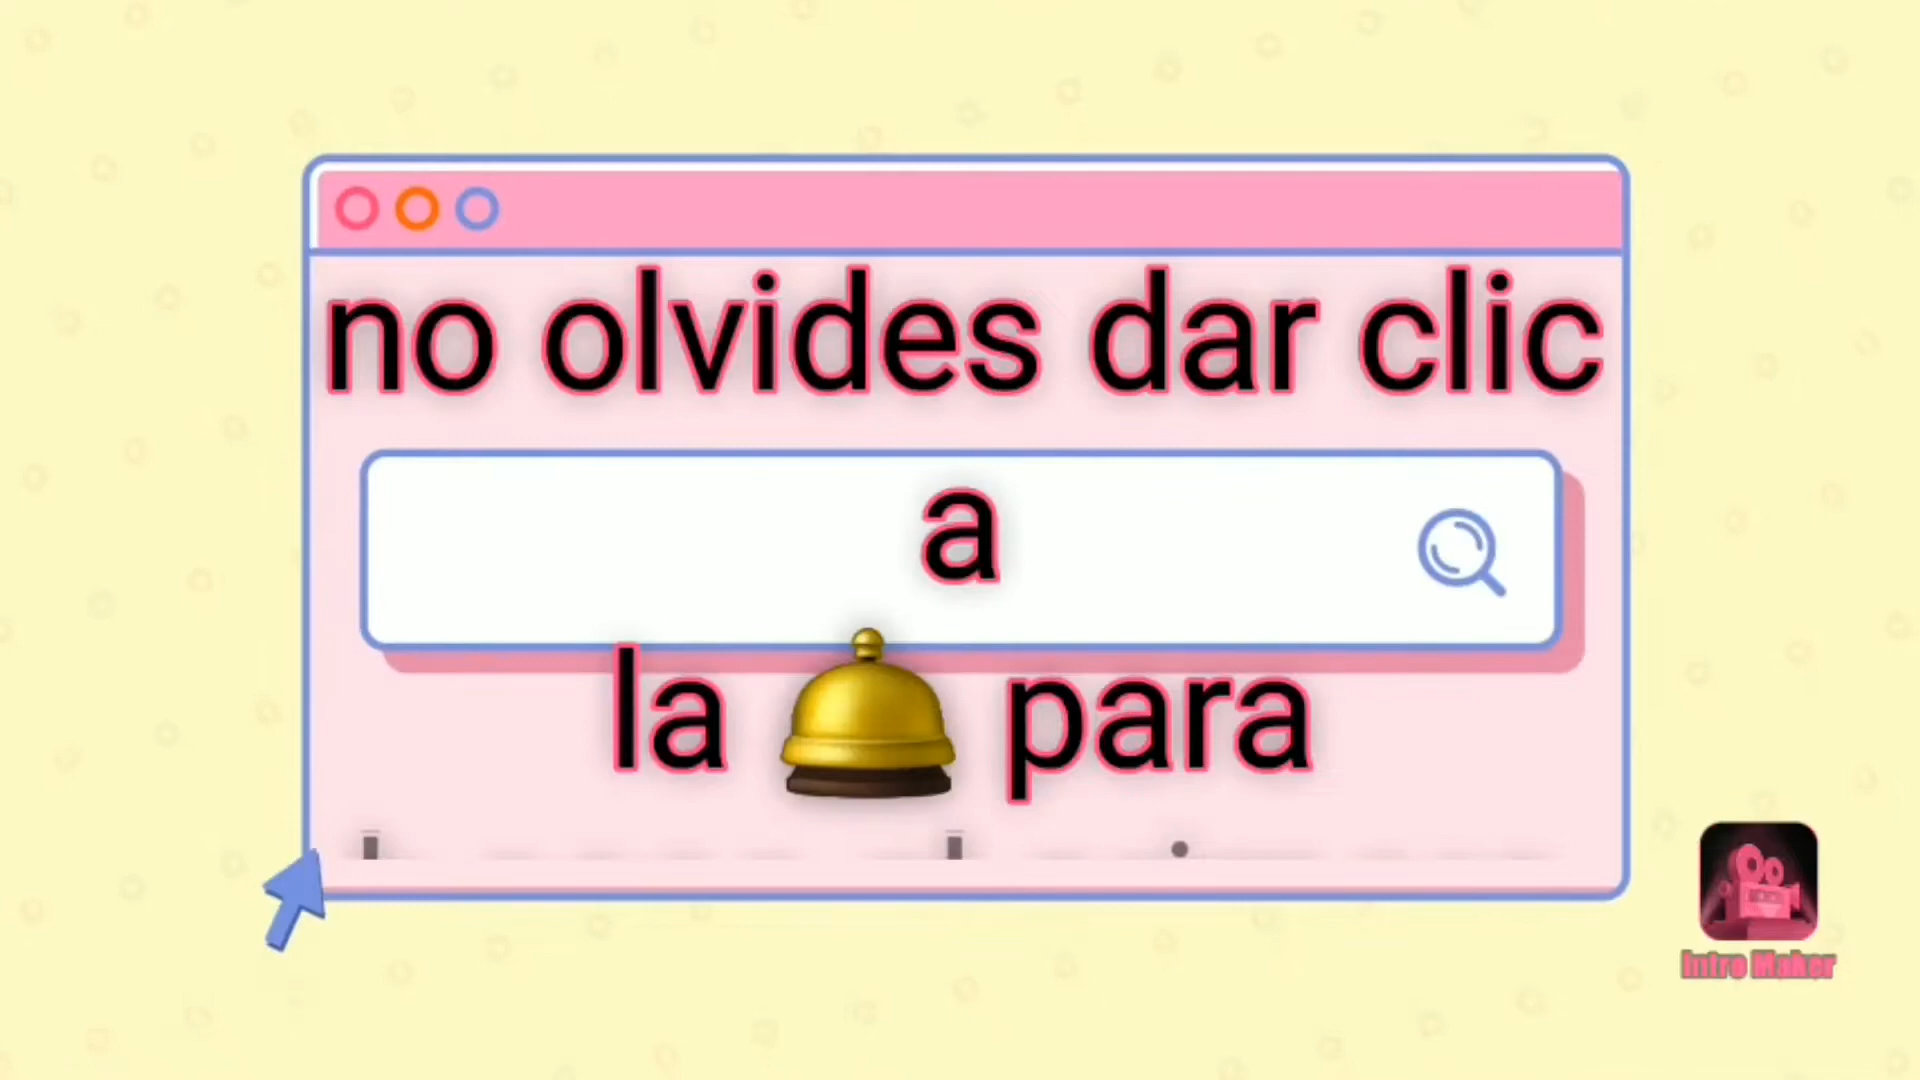 no olvides dar clic
a
la 🛎 para
Intro Maker